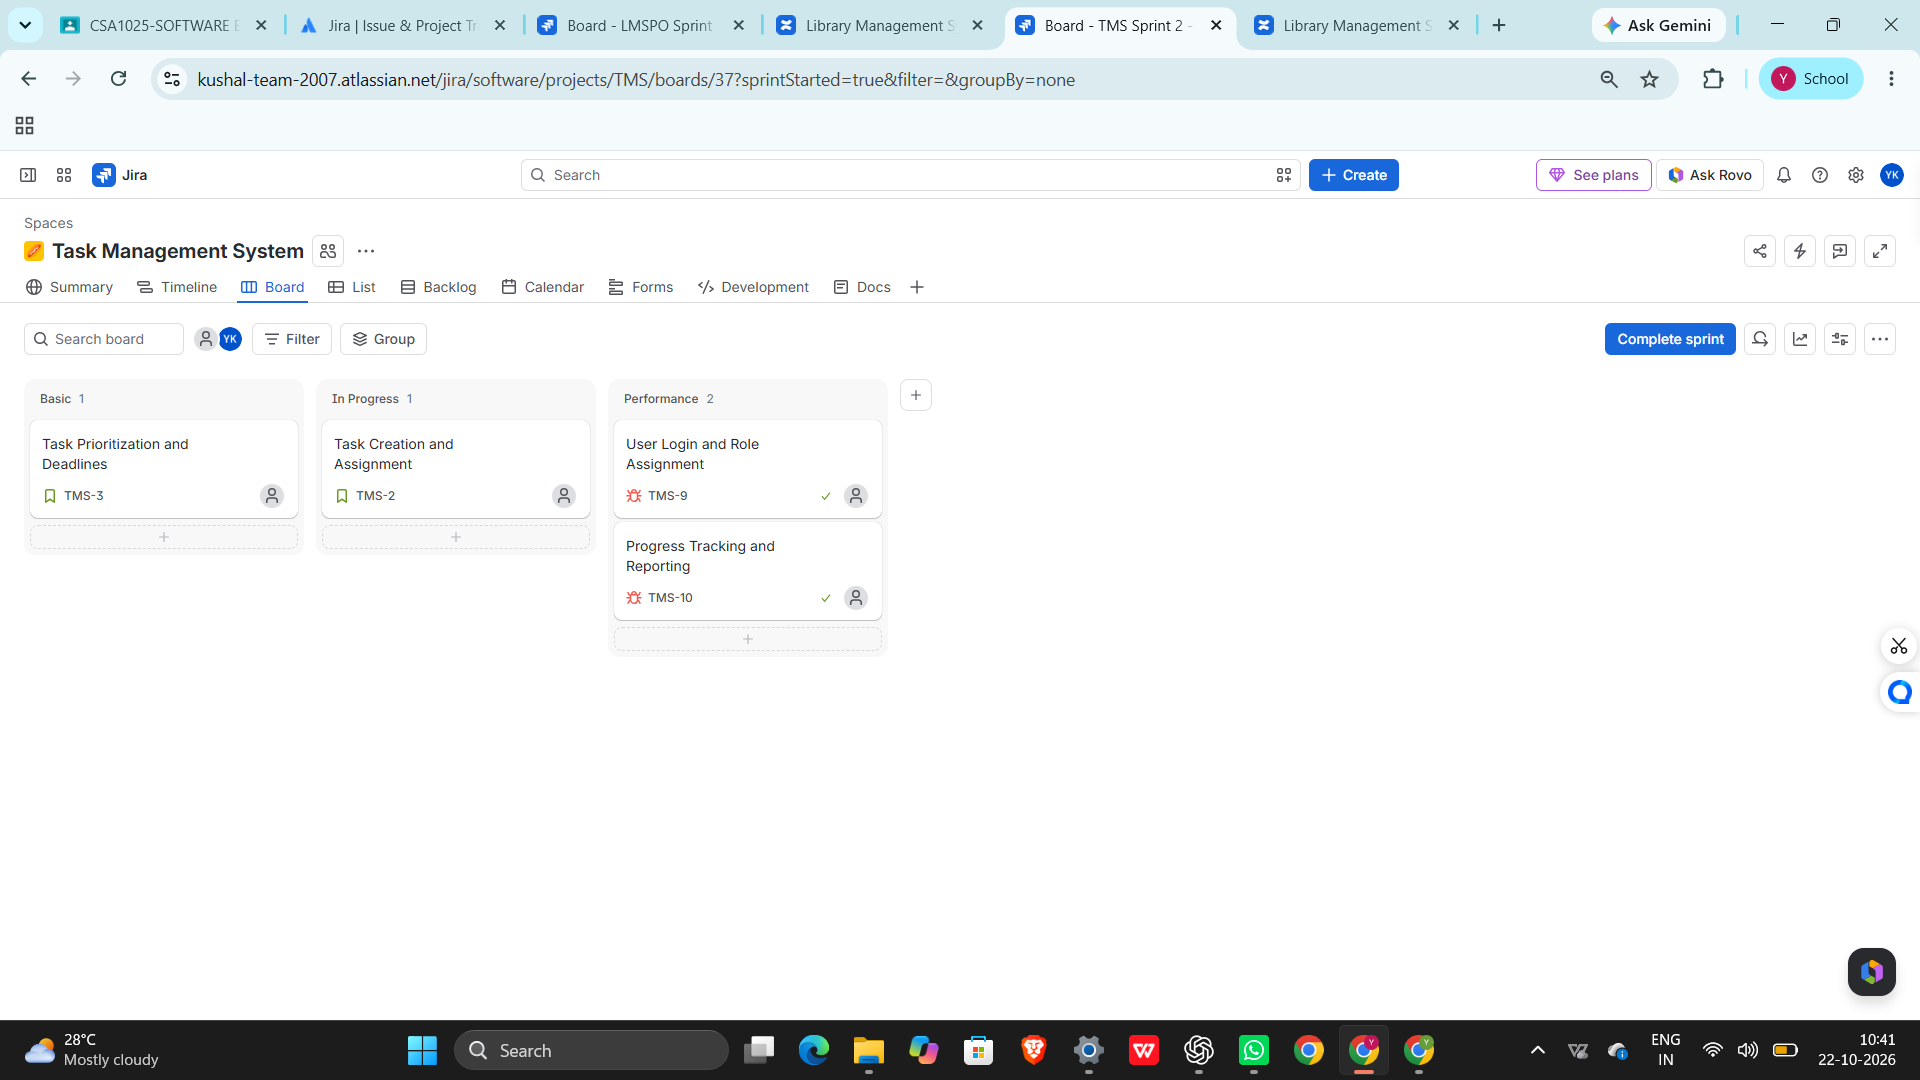 CSA1025-SOFTWARE E
Jira | Issue & Project Tr
Board - LMSPO Sprint
Library Management S
Board - TMS Sprint 2 -
Library Management S
Ask Gemini
kushal-team-2007.atlassian.net/jira/software/projects/TMS/boards/37?sprintStarted=true&filter=&groupBy=none
Y School
Jira
Search
Create
See plans
Ask Rovo
YK
Spaces
Task Management System
Summary
Timeline
Board
List
Backlog
Calendar
Forms
Development
Docs
Search board
YK
Filter
Group
Complete sprint
Basic 1
Task Prioritization and
Deadlines
TMS-3
In Progress 1
Task Creation and
Assignment
TMS-2
Performance 2
User Login and Role
Assignment
TMS-9
Progress Tracking and
Reporting
TMS-10
28°C
Mostly cloudy
Search
ENG
IN
10:41
22-10-2026